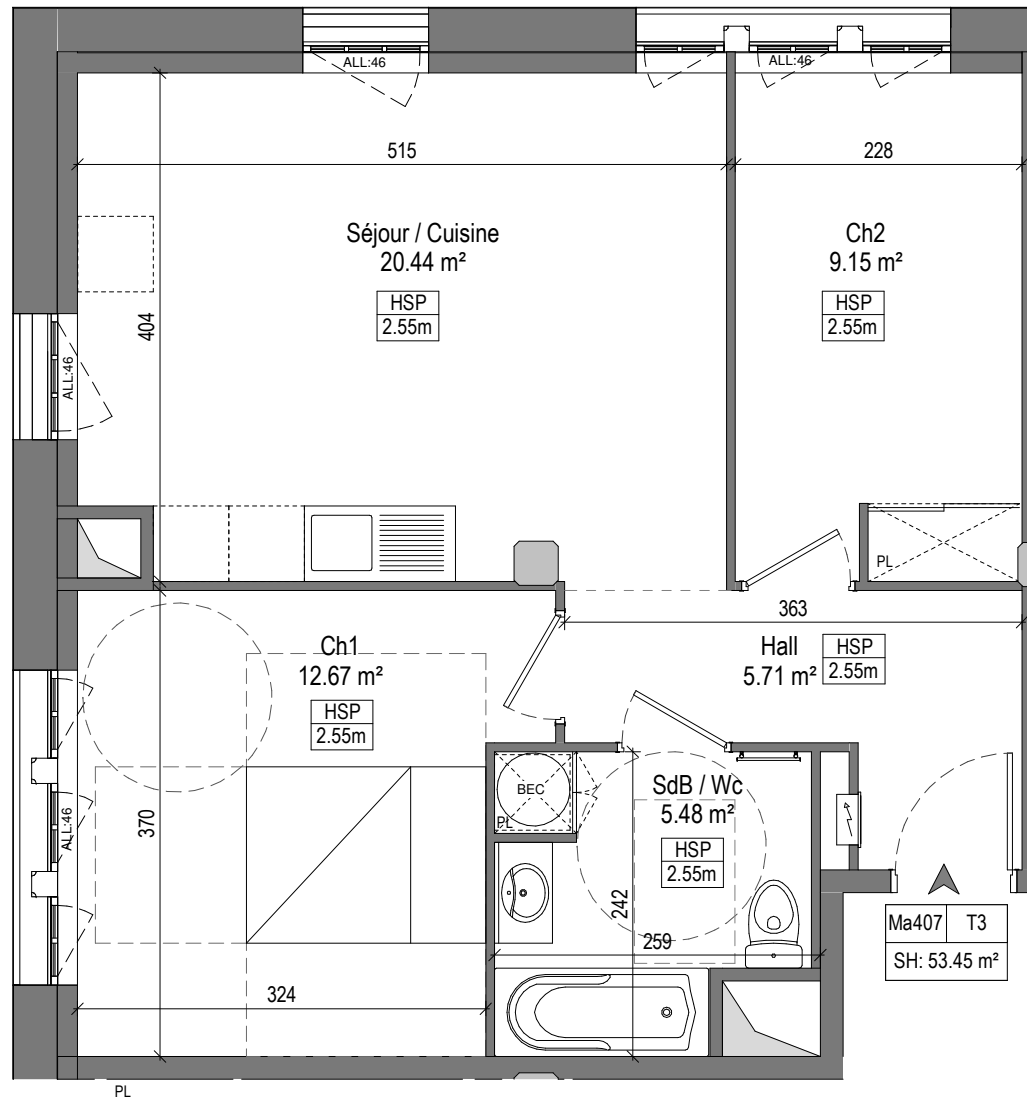 ALL:46
ALL:46
515
228
Séjour / Cuisine
20.44 m²
HSP
2.55m
Ch2
9.15 m²
HSP
2.55m
404
ALL:46
PL
363
Ch1
12.67 m²
HSP
2.55m
Hall
5.71 m²
HSP
2.55m
BEC
PL
SdB / Wc
5.48 m²
HSP
2.55m
370
ALL:46
242
259
324
Ma407
T3
SH: 53.45 m²
PL